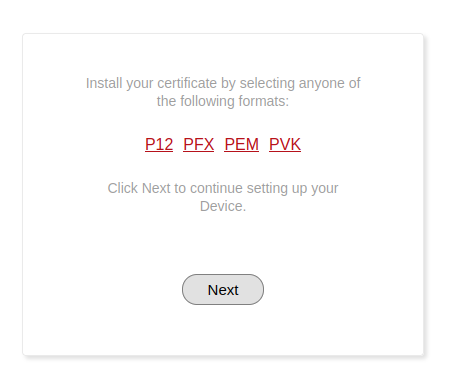 Install your certificate by selecting anyone of
the following formats:
P12 PFX PEM PVK
Click Next to continue setting up your
Device.
Next